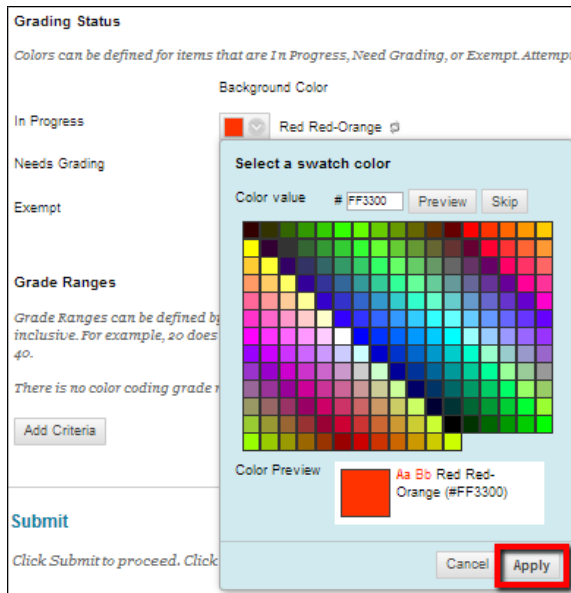 Grading Status
Colors can be defined for items that are In Progress, Need Grading, or Exempt. Attempt
Background Color
In Progress
Red Red-Orange
Needs Grading
Exempt
Select a swatch color
Color value # FF3300 Preview Skip
Grade Ranges
Grade Ranges can be defined by
inclusive. For example, 20 does
40.
There is no color coding grade
Add Criteria
Color Preview
Aa Bb Red Red-
Orange (#FF3300)
Submit
Click Submit to proceed. Click
Cancel Apply